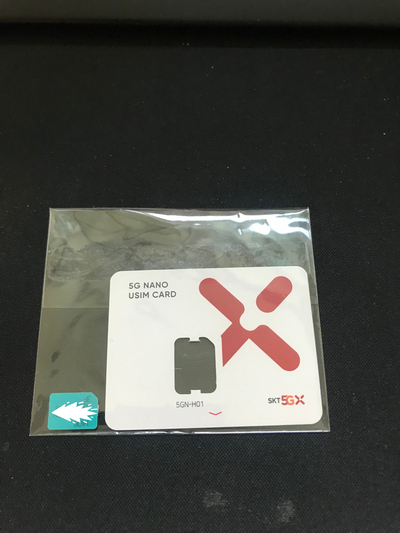 5G NANO
USIM CARD
5GN-H01
SKT 5GX